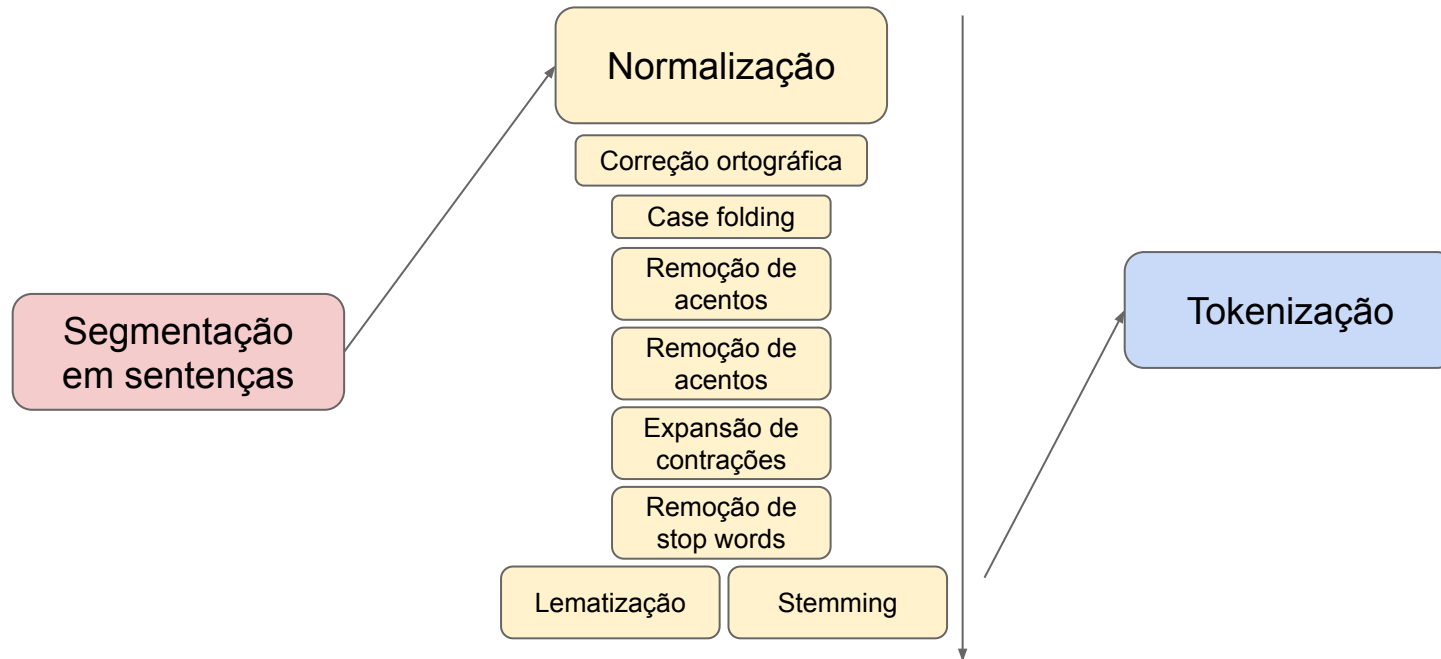 Normalização
Correção ortográfica
Case folding
Remoção de
acentos
Remoção de
acentos
Expansão de
contrações
Remoção de
stop words
Lematização
Stemming
Segmentação
em sentenças
Tokenização